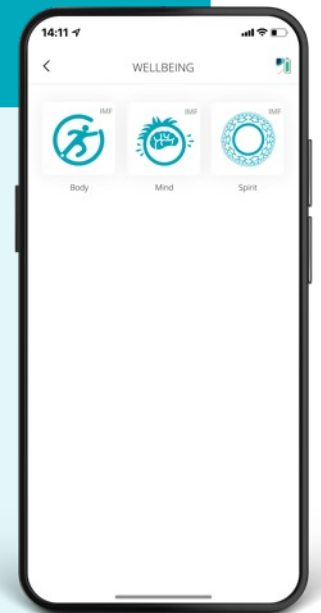 14:11
WELLBEING
IMF
IMF
IMF
Body
Mind
Spirit